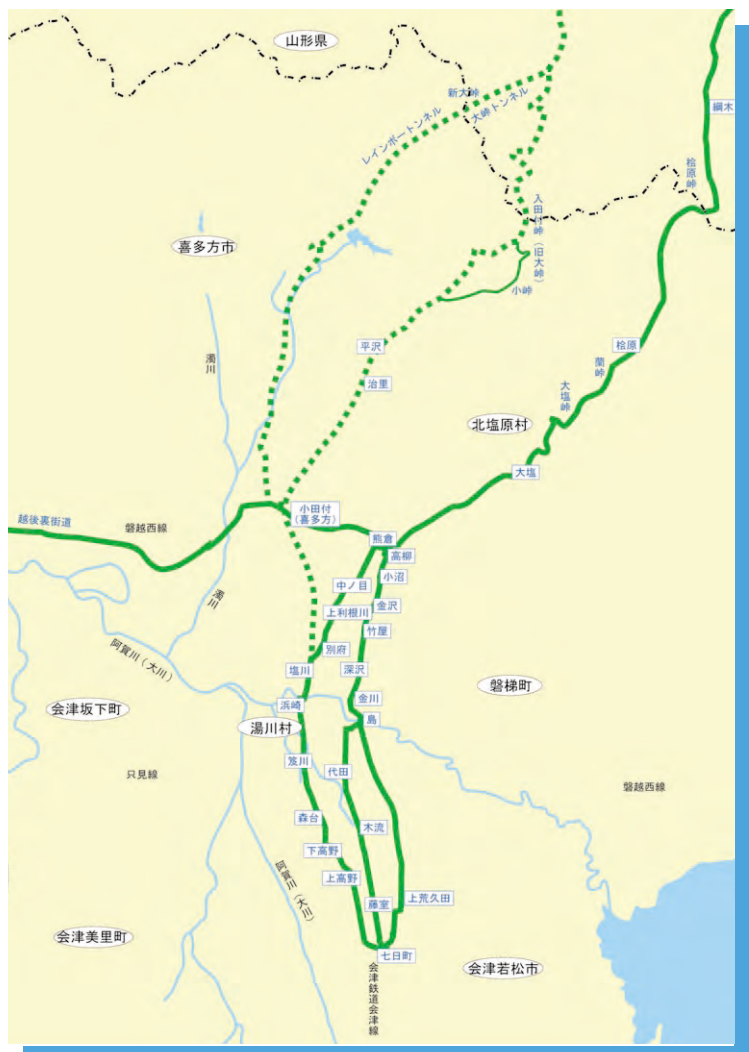 山形県
綱木
新大峠
大峠トンネル
レインボートンネル
桧原峠
入田付峠(旧大峠)
喜多方市
小峠
平沢
桧原
蘭峠
治里
大塩峠
濁川
北塩原村
大塩
小田付
(喜多方)
越後裏街道
磐越西線
熊倉
高柳
小沼
中ノ目
濁川
金沢
上利根川
竹屋
別府
阿賀川(大川)
塩川
深沢
磐梯町
金川
浜崎
会津坂下町
島
湯川村
笈川
代田
只見線
磐越西線
森台
木流
下高野
阿賀川(大川)
上高野
上荒久田
藤室
会津美里町
七日町
会津若松市
会津鉄道会津線